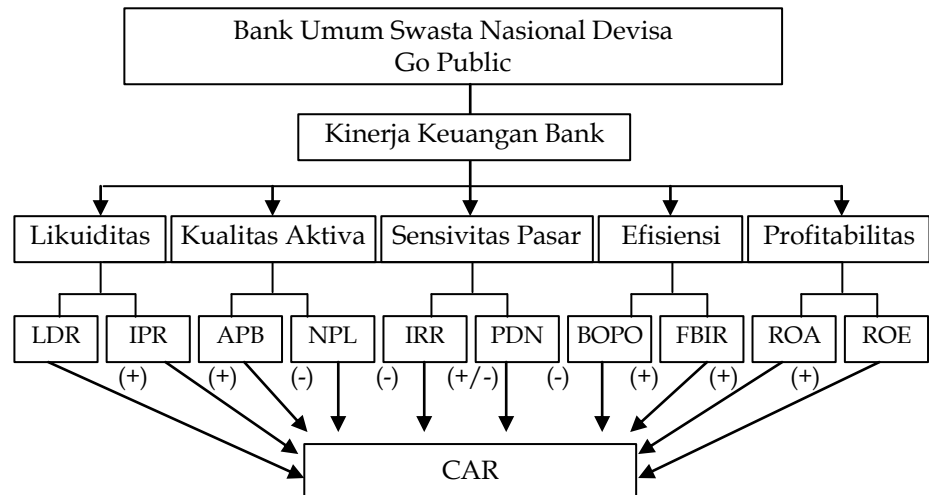 Bank Umum Swasta Nasional Devisa
Go Public
Kinerja Keuangan Bank
Likuiditas Kualitas Aktiva Sensivitas Pasar Efisiensi Profitabilitas
LDR IPR APB NPL IRR PDN BOPO FBIR ROA ROE
(+) (+) (-) (-) (+/-) (-) (+) (+) (+)
CAR